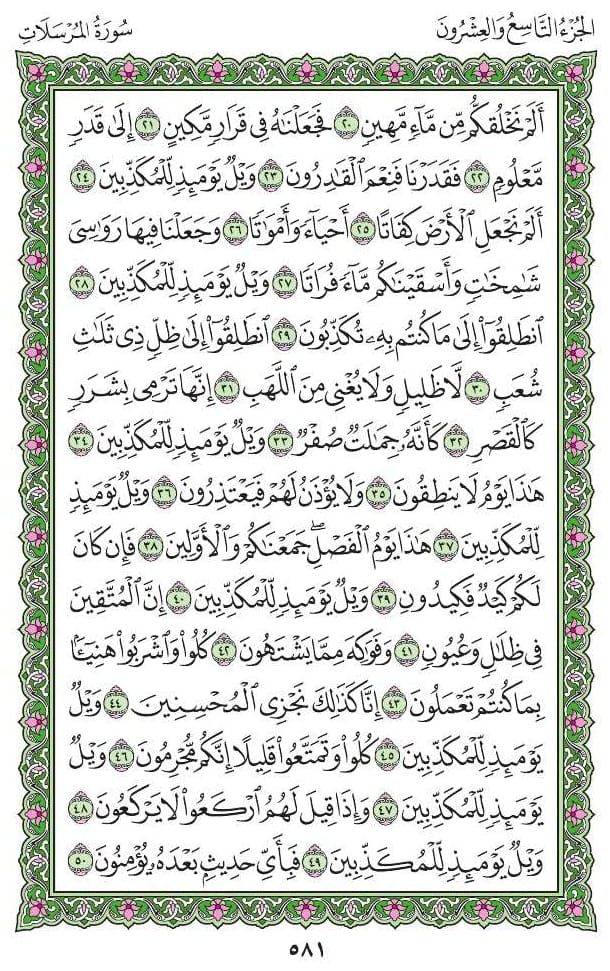 الجُزْءُ التَّاسِعُ وَالعِشْرُونَ
سُورَةُ المُرْسَلَاتِ
أَلَمۡ نَخۡلُقكُّم مِّن مَّآءٖ مَّهِينٖ ٢٠ فَجَعَلۡنَٰهُ فِي قَرَارٖ مَّكِينٍ ٢١ إِلَىٰ قَدَرٖ
مَّعۡلُومٖ ٢٢ فَقَدَرۡنَا فَنِعۡمَ ٱلۡقَٰدِرُونَ ٢٣ وَيۡلٞ يَوۡمَئِذٖ لِّلۡمُكَذِّبِينَ ٢٤
أَلَمۡ نَجۡعَلِ ٱلۡأَرۡضَ كِفَاتًا ٢٥ أَحۡيَآءٗ وَأَمۡوَٰتٗا ٢٦ وَجَعَلۡنَا فِيهَا رَوَٰسِيَ
شَٰمِخَٰتٖ وَأَسۡقَيۡنَٰكُم مَّآءٗ فُرَاتٗا ٢٧ وَيۡلٞ يَوۡمَئِذٖ لِّلۡمُكَذِّبِينَ ٢٨
ٱنطَلِقُوٓاْ إِلَىٰ مَا كُنتُم بِهِۦ تُكَذِّبُونَ ٢٩ ٱنطَلِقُوٓاْ إِلَىٰ ظِلّٖ ذِي ثَلَٰثِ
شُعَبٖ ٣٠ لَّا ظَلِيلٖ وَلَا يُغۡنِي مِنَ ٱللَّهَبِ ٣١ إِنَّهَا تَرۡمِي بِشَرَرٖ
كَٱلۡقَصۡرِ ٣٢ كَأَنَّهُۥ جِمَٰلَتٞ صُفۡرٞ ٣٣ وَيۡلٞ يَوۡمَئِذٖ لِّلۡمُكَذِّبِينَ ٣٤
هَٰذَا يَوۡمُ لَا يَنطِقُونَ ٣٥ وَلَا يُؤۡذَنُ لَهُمۡ فَيَعۡتَذِرُونَ ٣٦ وَيۡلٞ يَوۡمَئِذٖ
لِّلۡمُكَذِّبِينَ ٣٧ هَٰذَا يَوۡمُ ٱلۡفَصۡلِۖ جَمَعۡنَٰكُمۡ وَٱلۡأَوَّلِينَ ٣٨ فَإِن كَانَ
لَكُمۡ كَيۡدٞ فَكِيدُونِ ٣٩ وَيۡلٞ يَوۡمَئِذٖ لِّلۡمُكَذِّبِينَ ٤٠ إِنَّ ٱلۡمُتَّقِينَ
فِي ظِلَٰلٖ وَعُيُونٖ ٤١ وَفَوَٰكِهَ مِمَّا يَشۡتَهُونَ ٤٢ كُلُواْ وَٱشۡرَبُواْ هَنِيٓـَٔۢا
بِمَا كُنتُمۡ تَعۡمَلُونَ ٤٣ إِنَّا كَذَٰلِكَ نَجۡزِي ٱلۡمُحۡسِنِينَ ٤٤ وَيۡلٞ
يَوۡمَئِذٖ لِّلۡمُكَذِّبِينَ ٤٥ كُلُواْ وَتَمَتَّعُواْ قَلِيلًا إِنَّكُم مُّجۡرِمُونَ ٤٦ وَيۡلٞ
يَوۡمَئِذٖ لِّلۡمُكَذِّبِينَ ٤٧ وَإِذَا قِيلَ لَهُمُ ٱرۡكَعُواْ لَا يَرۡكَعُونَ ٤٨
وَيۡلٞ يَوۡمَئِذٖ لِّلۡمُكَذِّبِينَ ٤٩ فَبِأَيِّ حَدِيثِۭ بَعۡدَهُۥ يُؤۡمِنُونَ ٥٠
٥٨١